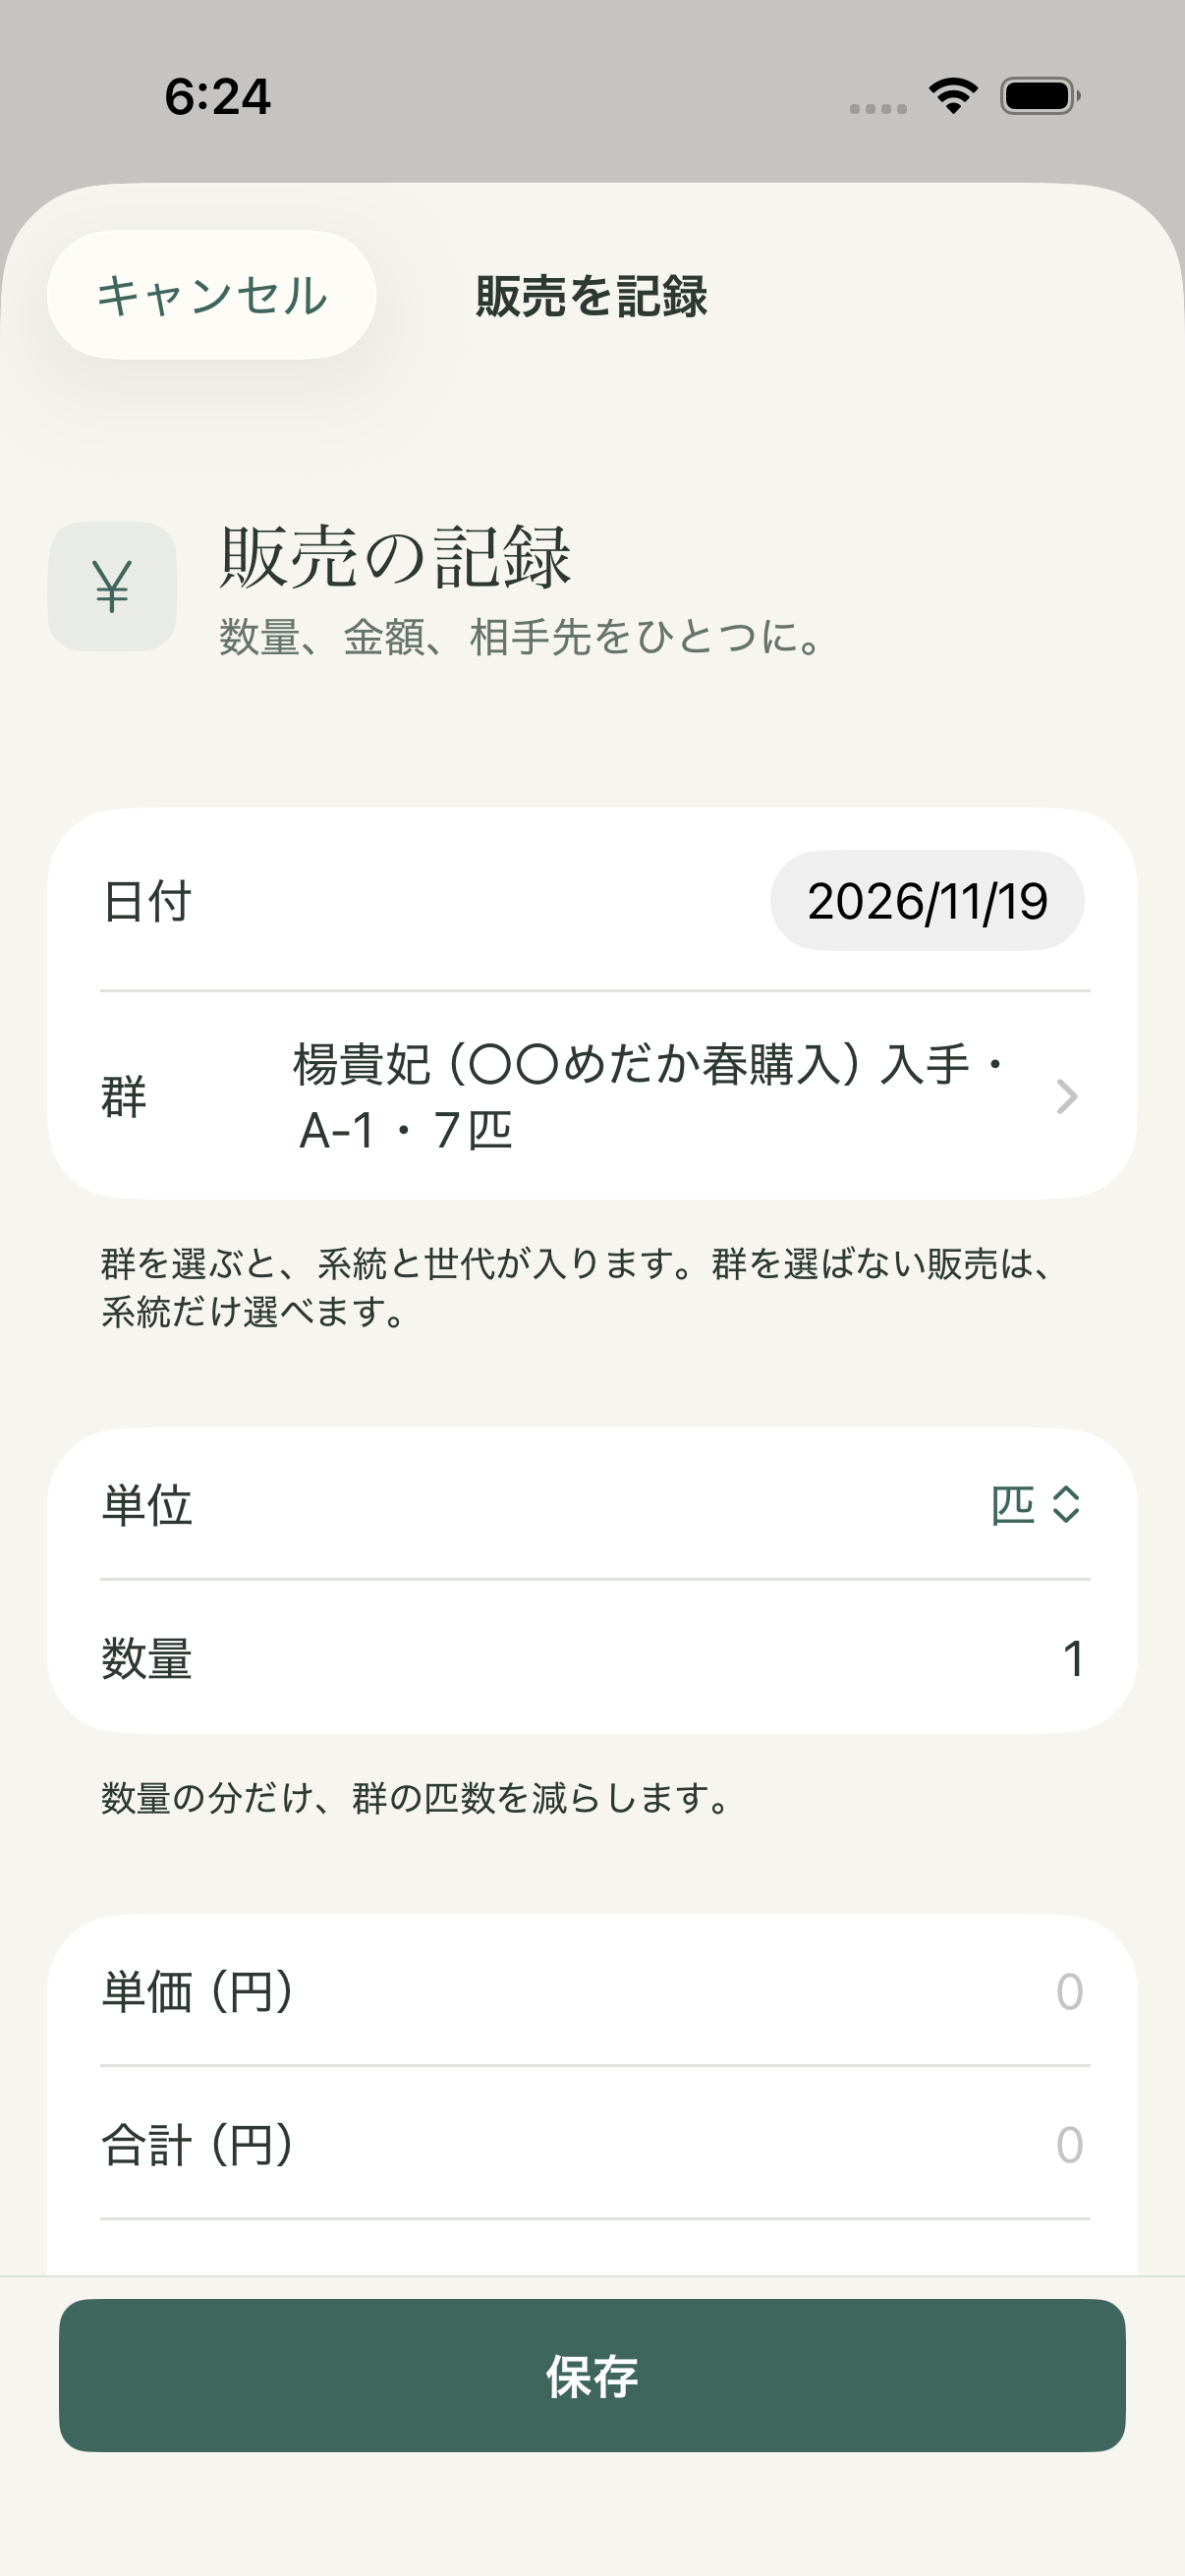 6:24
キャンセル
販売を記録
¥
販売の記録
数量、金額、相手先をひとつに。
日付
2026/11/19
群
楊貴妃（〇〇めだか春購入）入手・
A-1・7匹
群を選ぶと、系統と世代が入ります。群を選ばない販売は、
系統だけ選べます。
単位
匹
数量
1
数量の分だけ、群の匹数を減らします。
単価（円）
0
合計（円）
0
保存